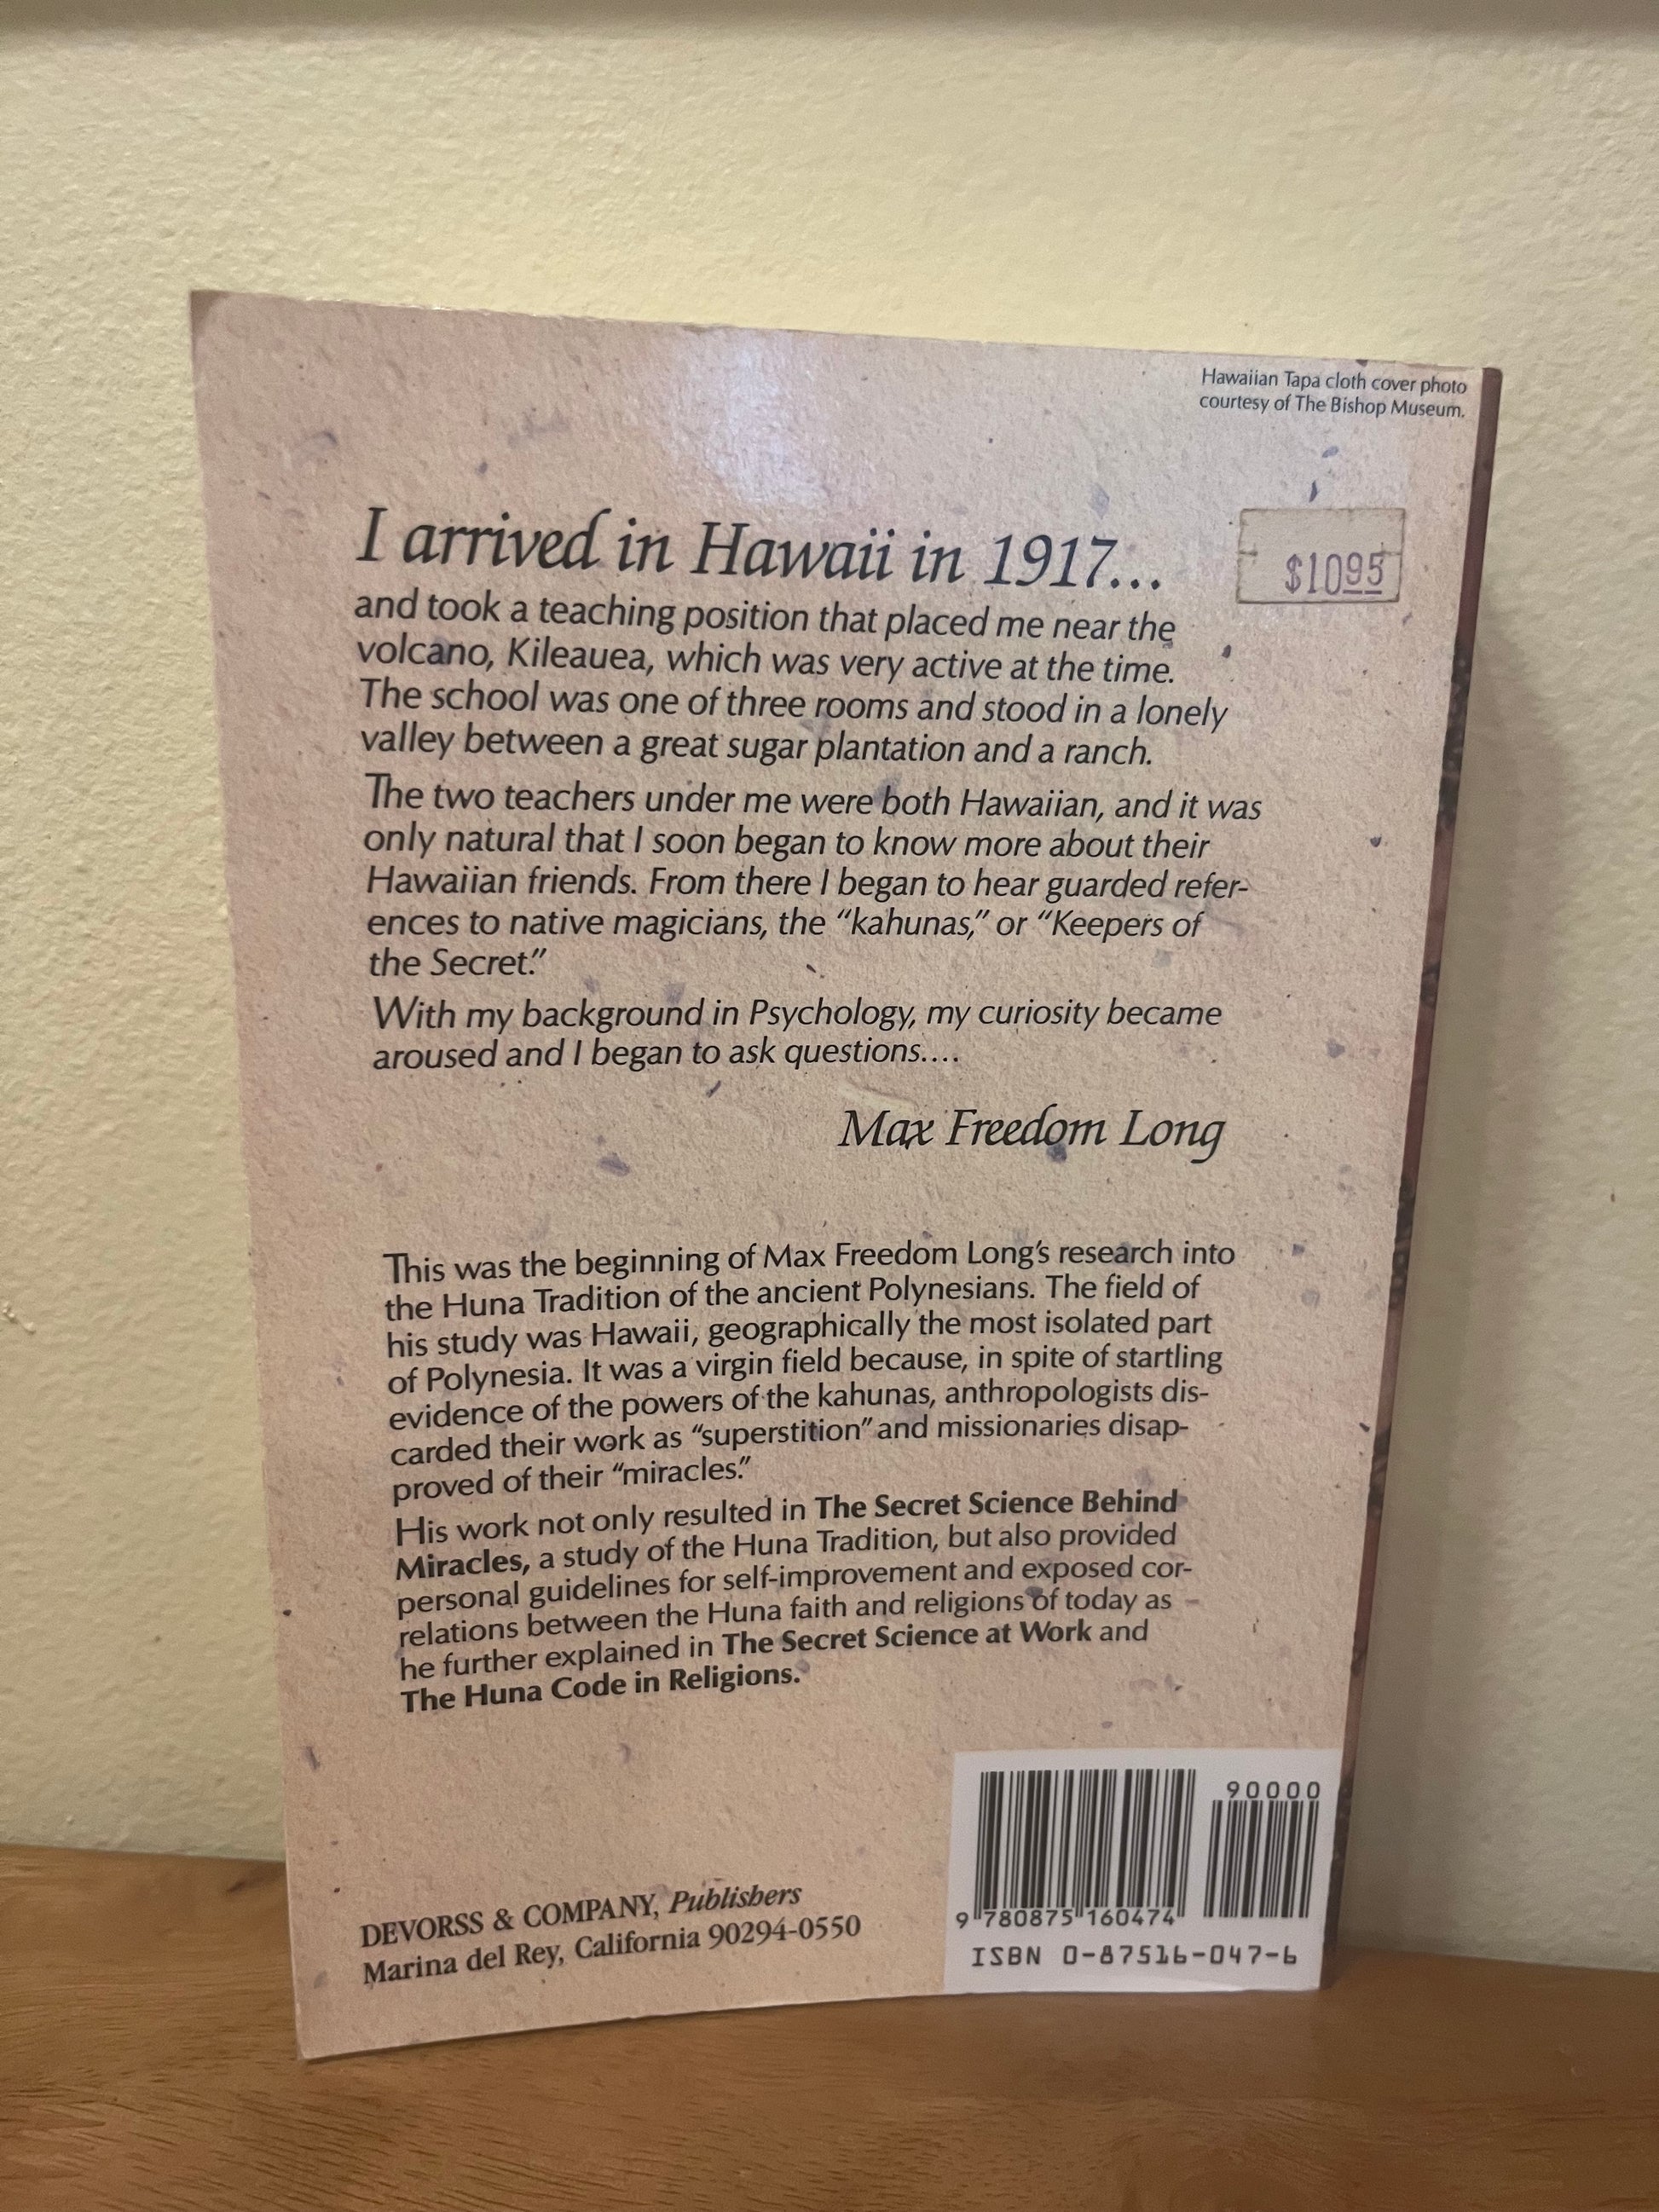 Hawaiian Tapa cloth cover photo
courtesy of The Bishop Museum.
I arrived in Hawaii in 1917...
$10.95
and took a teaching position that placed me near the
volcano, Kileauea, which was very active at the time.
The school was one of three rooms and stood in a lonely
valley between a great sugar plantation and a ranch.
The two teachers under me were both Hawaiian, and it was
only natural that I soon began to know more about their
Hawaiian friends. From there I began to hear guarded refer-
ences to native magicians, the “kahunas,” or “Keepers of
the Secret.”
With my background in Psychology, my curiosity became
aroused and I began to ask questions....
Max Freedom Long
This was the beginning of Max Freedom Long’s research into
the Huna Tradition of the ancient Polynesians. The field of
his study was Hawaii, geographically the most isolated part
of Polynesia. It was a virgin field because, in spite of startling
evidence of the powers of the kahunas, anthropologists dis-
carded their work as “superstition” and missionaries disap-
proved of their “miracles.”
His work not only resulted in The Secret Science Behind
Miracles, a study of the Huna Tradition, but also provided
personal guidelines for self-improvement and exposed cor-
relations between the Huna faith and religions of today as
he further explained in The Secret Science at Work and
The Huna Code in Religions.
DEVORSS & COMPANY, Publishers
Marina del Rey, California 90294-0550
90000
9 780875 160474
ISBN 0-87516-047-6